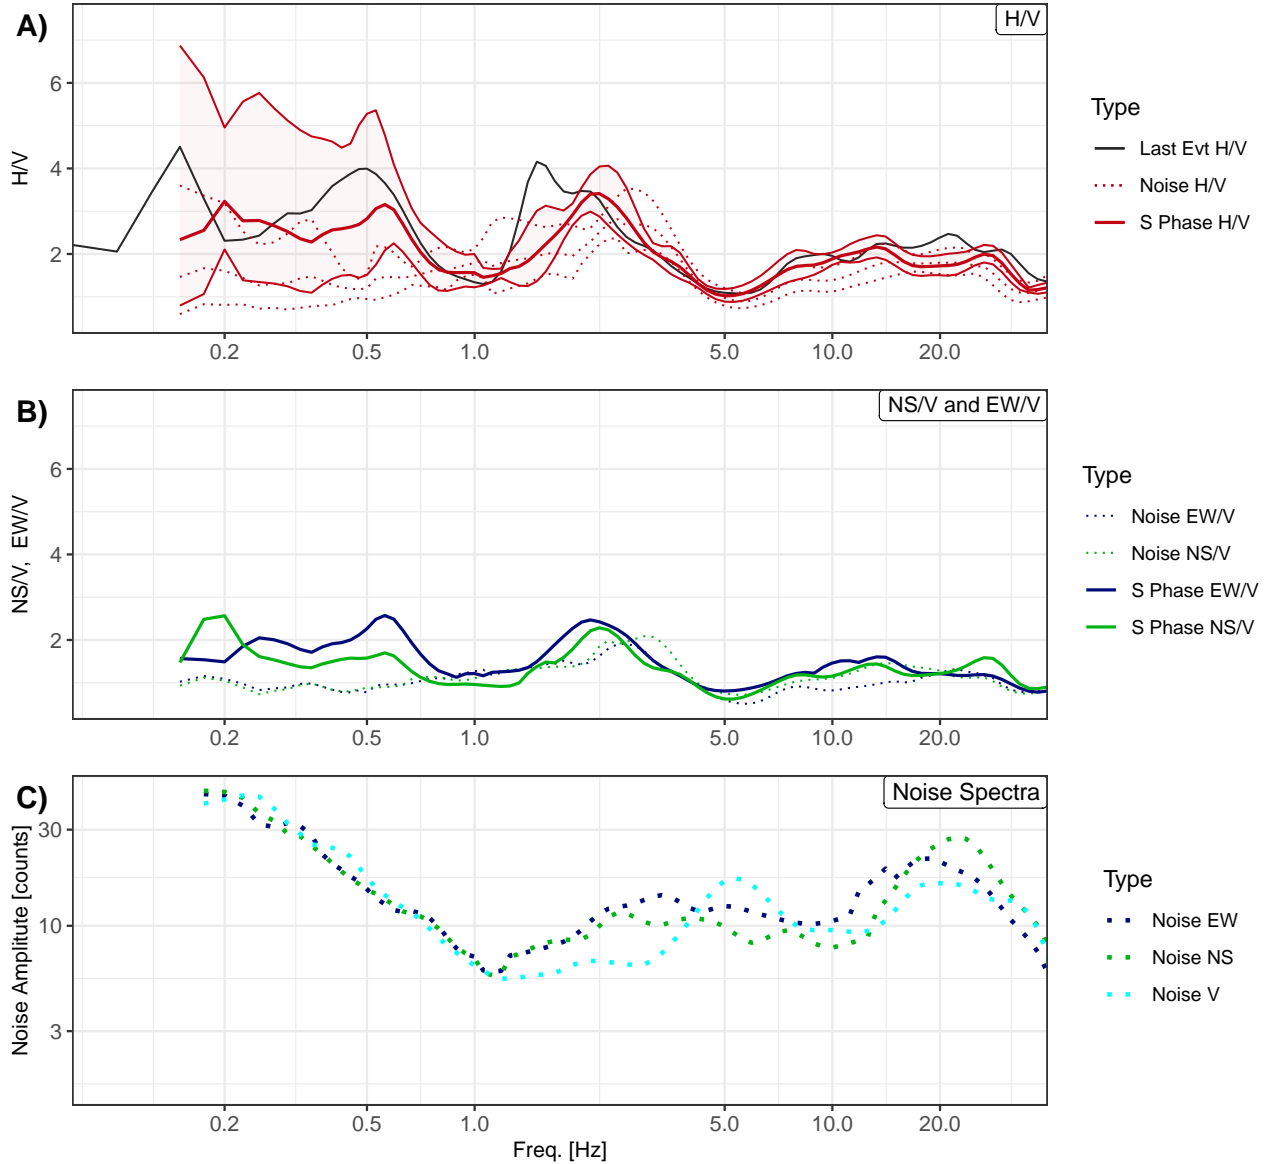 A)
H/V
6
4
2
H/V
0.2 0.5 1.0 5.0 10.0 20.0
Type
Last Evt H/V
Noise H/V
S Phase H/V
B)
NS/V and EW/V
6
4
2
NS/V, EW/V
0.2 0.5 1.0 5.0 10.0 20.0
Type
Noise EW/V
Noise NS/V
S Phase EW/V
S Phase NS/V
C)
Noise Spectra
30
10
3
Noise Amplitude [counts]
0.2 0.5 1.0 5.0 10.0 20.0
Freq. [Hz]
Type
Noise EW
Noise NS
Noise V